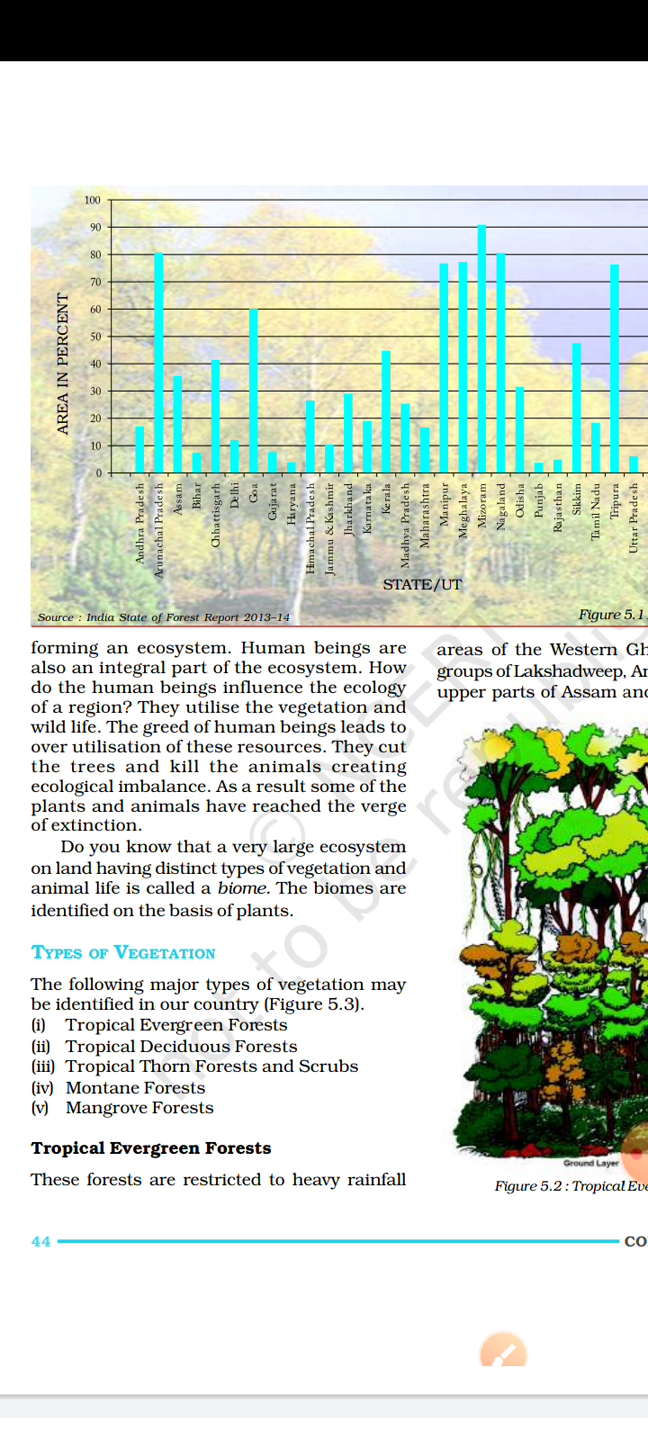 100
90
80
70
60
50
40
30
20
10
0
AREA IN PERCENT
Andhra Pradesh
Arunachal Pradesh
Assam
Bihar
Chhattisgarh
Delhi
Goa
Gujarat
Haryana
Himachal Pradesh
Jammu & Kashmir
Jharkhand
Karnataka
Kerala
Madhya Pradesh
Maharashtra
Manipur
Meghalaya
Mizoram
Nagaland
Odisha
Punjab
Rajasthan
Sikkim
Tamil Nadu
Tripura
Uttar Pradesh
STATE/UT
Source : India State of Forest Report 2013–14
Figure 5.1
forming an ecosystem. Human beings are
also an integral part of the ecosystem. How
do the human beings influence the ecology
of a region? They utilise the vegetation and
wild life. The greed of human beings leads to
over utilisation of these resources. They cut
the trees and kill the animals creating
ecological imbalance. As a result some of the
plants and animals have reached the verge
of extinction.
Do you know that a very large ecosystem
on land having distinct types of vegetation and
animal life is called a biome. The biomes are
identified on the basis of plants.
TYPES OF VEGETATION
The following major types of vegetation may
be identified in our country (Figure 5.3).
(i) Tropical Evergreen Forests
(ii) Tropical Deciduous Forests
(iii) Tropical Thorn Forests and Scrubs
(iv) Montane Forests
(v) Mangrove Forests
Tropical Evergreen Forests
These forests are restricted to heavy rainfall
areas of the Western Gh
groups of Lakshadweep, An
upper parts of Assam and
Ground Layer
Figure 5.2 : Tropical Eve
44
CO
© NCERT
not to be republis